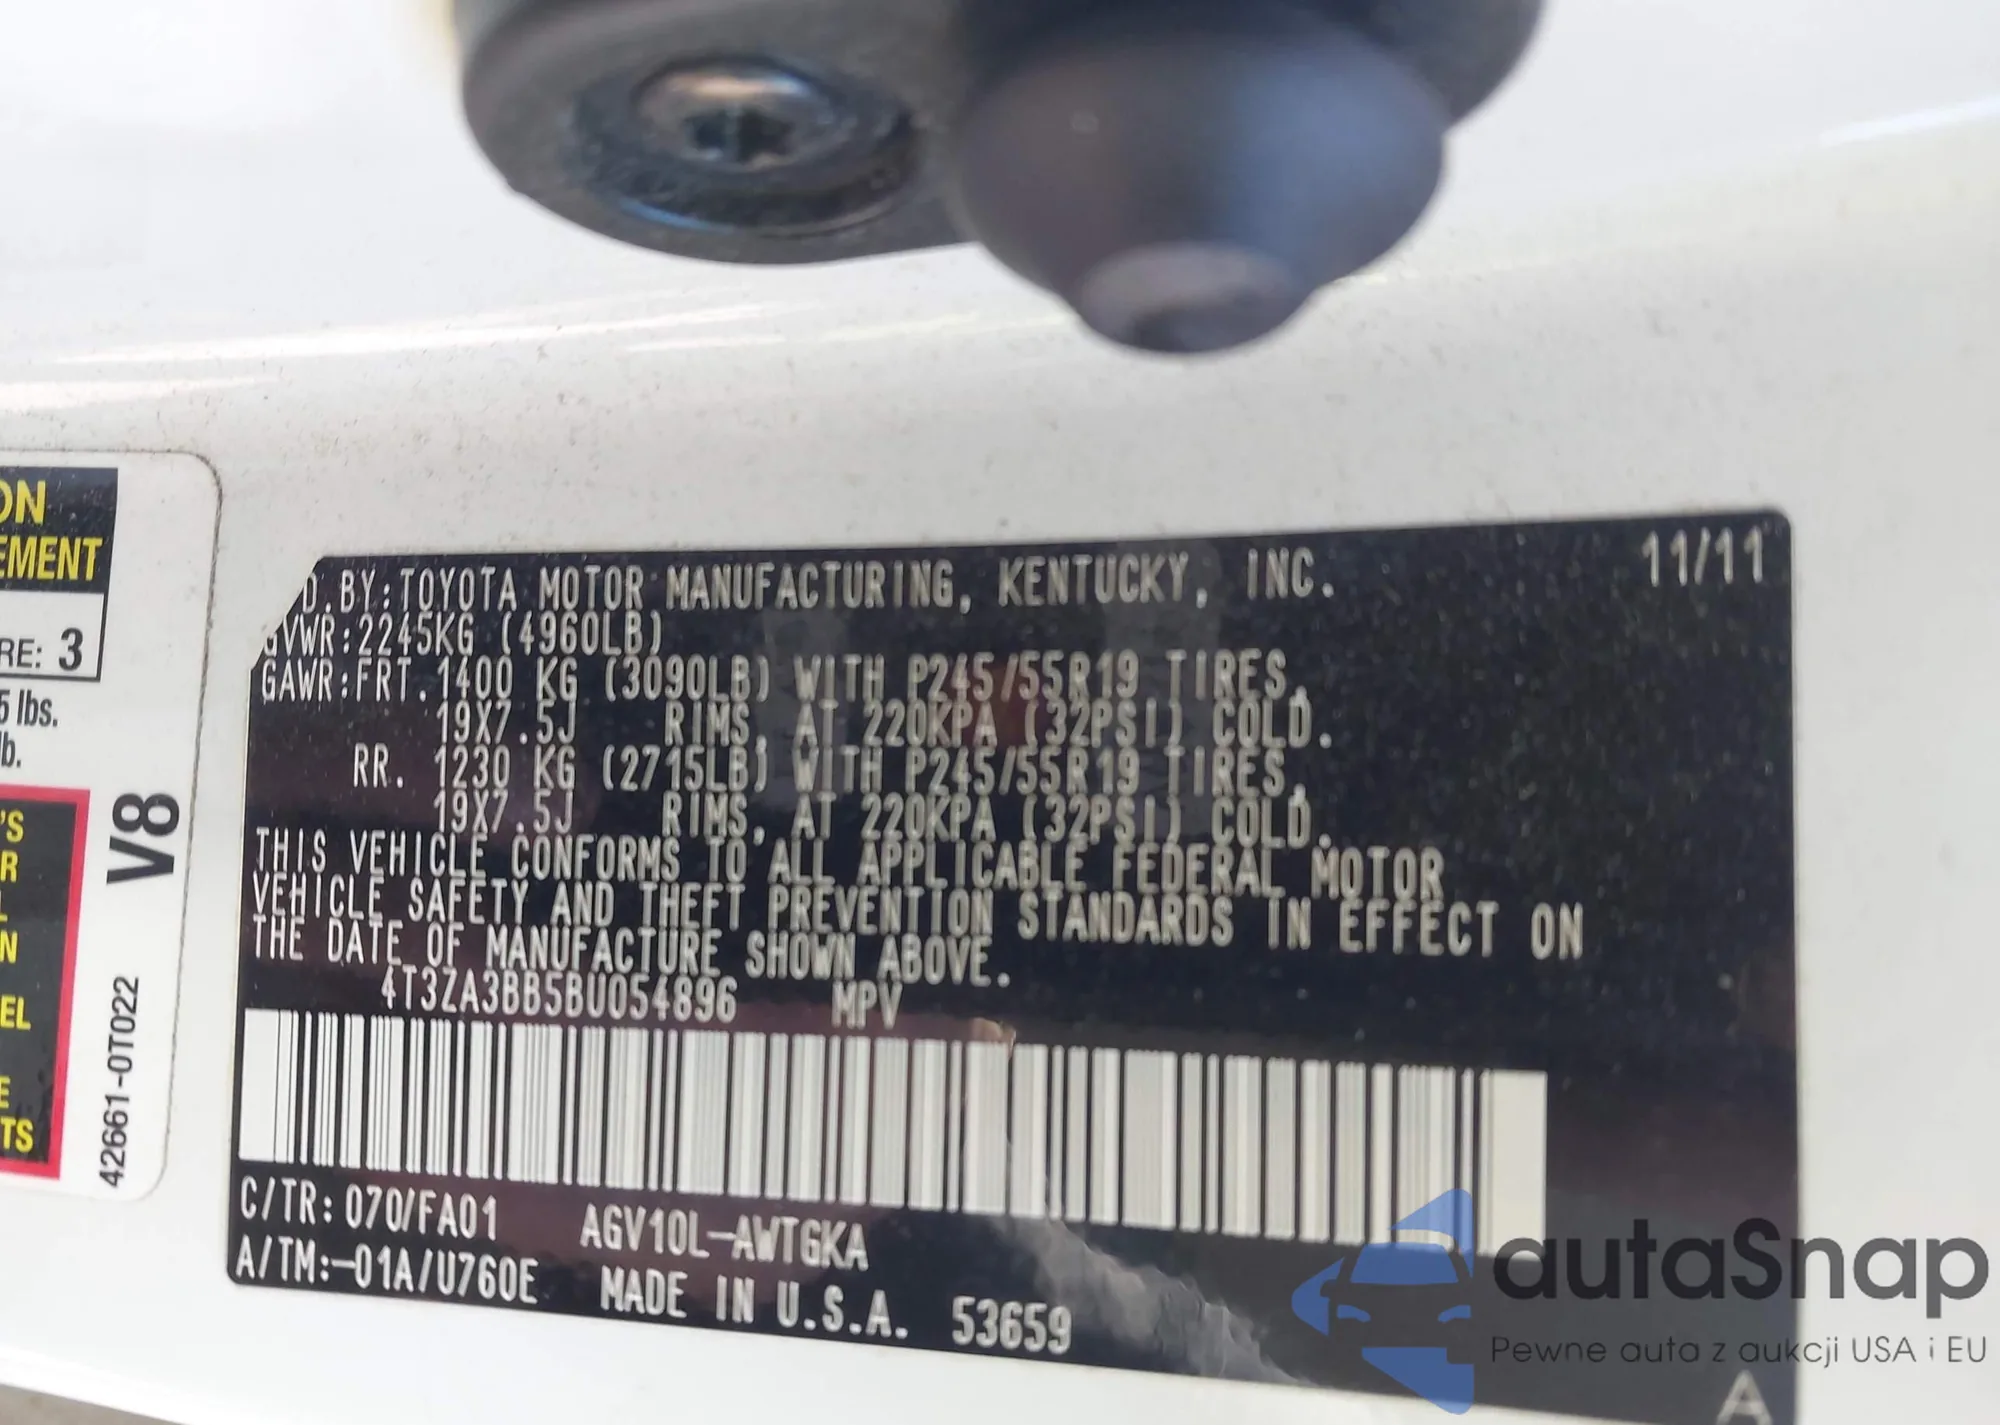 ON
EMENT
RE: 3
5 lbs.
lb.
'S
R
L
N
EL
E
TS
V8
42661-0T022
D.BY:TOYOTA MOTOR MANUFACTURING, KENTUCKY, INC. 11/11
GVWR:2245KG (4960LB)
GAWR:FRT.1400 KG (3090LB) WITH P245/55R19 TIRES,
19X7.5J RIMS, AT 220KPA (32PSI) COLD.
RR. 1230 KG (2715LB) WITH P245/55R19 TIRES,
19X7.5J RIMS, AT 220KPA (32PSI) COLD.
THIS VEHICLE CONFORMS TO ALL APPLICABLE FEDERAL MOTOR
VEHICLE SAFETY AND THEFT PREVENTION STANDARDS IN EFFECT ON
THE DATE OF MANUFACTURE SHOWN ABOVE.
4T3ZA3BB5BU054896 MPV
C/TR:070/FA01 AGV10L-AWTGKA
A/TM:-01A/U760E MADE IN U.S.A. 53659
A
autaSnap
Pewne auta z aukcji USA i EU